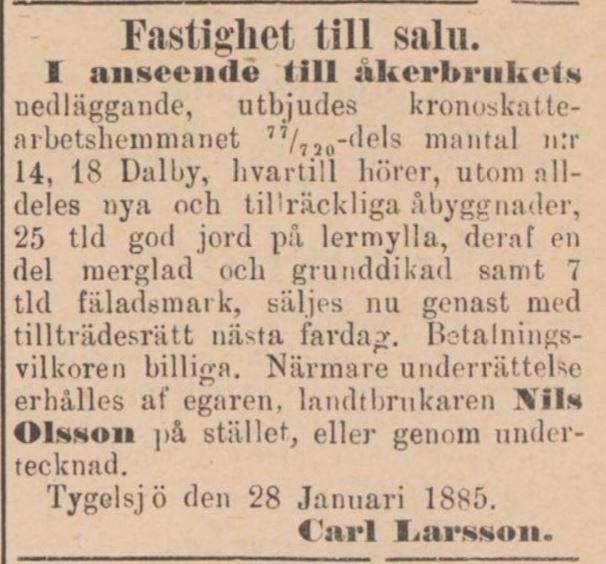 Fastighet till salu.
I anseende till åkerbrukets
nedläggande, utbjudes kronoskatte-
arbetshemmanet 77/720-dels mantal n:r
14, 18 Dalby, hvartill hörer, utom all-
deles nya och tillräckliga åbyggnader,
25 tld god jord på lermylla, deraf en
del merglad och grunddikad samt 7
tld fäladsmark, säljes nu genast med
tillträdesrätt nästa fardag. Betalnings-
vilkoren billiga. Närmare underrättelse
erhålles af egaren, landtbrukaren Nils
Olsson på stället, eller genom under-
tecknad.
Tygelsjö den 28 Januari 1885.
Carl Larsson.